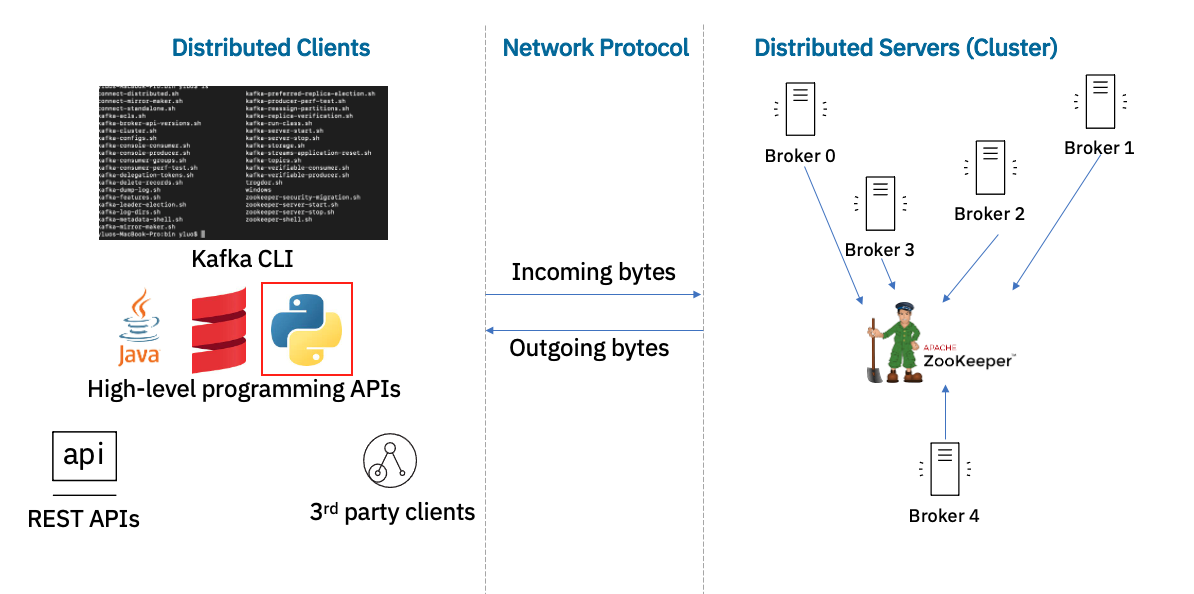 Distributed Clients
Network Protocol
Distributed Servers (Cluster)
connect-distributed.sh kafka-preferred-replica-election.sh
connect-mirror-maker.sh kafka-producer-perf-test.sh
connect-standalone.sh kafka-reassign-partitions.sh
kafka-acls.sh kafka-replica-verification.sh
kafka-broker-api-versions.sh kafka-run-class.sh
kafka-cluster.sh kafka-server-start.sh
kafka-configs.sh kafka-server-stop.sh
kafka-console-consumer.sh kafka-storage.sh
kafka-console-producer.sh kafka-streams-application-reset.sh
kafka-consumer-groups.sh kafka-topics.sh
kafka-consumer-perf-test.sh kafka-verifiable-consumer.sh
kafka-delegation-tokens.sh kafka-verifiable-producer.sh
kafka-delete-records.sh trogdor.sh
kafka-dump-log.sh windows
kafka-features.sh zookeeper-security-migration.sh
kafka-leader-election.sh zookeeper-server-start.sh
kafka-log-dirs.sh zookeeper-server-stop.sh
kafka-metadata-shell.sh zookeeper-shell.sh
kafka-mirror-maker.sh
yluos-MacBook-Pro:bin yluo$
Kafka CLI
Java
High-level programming APIs
api
REST APIs
3rd party clients
Incoming bytes
Outgoing bytes
Broker 0
Broker 1
Broker 2
Broker 3
APACHE
ZooKeeper™
Broker 4